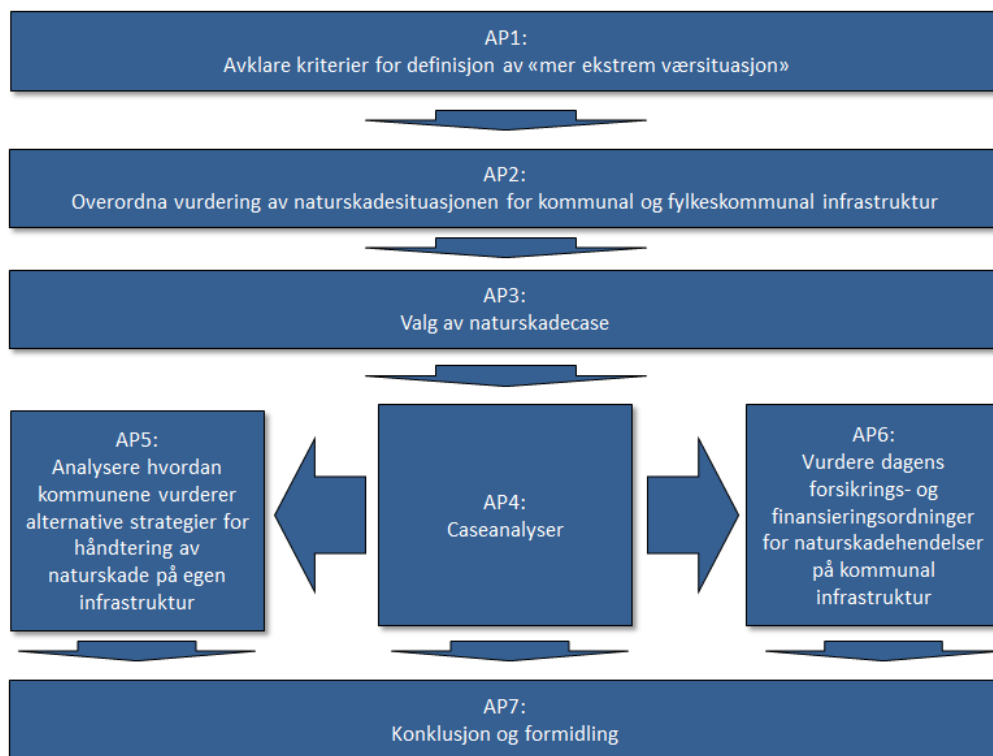 AP1:
Avklare kriterier for definisjon av «mer ekstrem værsituasjon»
AP2:
Overordna vurdering av naturskadesituasjonen for kommunal og fylkeskommunal infrastruktur
AP3:
Valg av naturskadecase
AP5:
Analysere hvordan
kommunene vurderer
alternative strategier for
håndtering av
naturskade på egen
infrastruktur
AP4:
Caseanalyser
AP6:
Vurdere dagens
forsikrings- og
finansieringsordninger
for naturskadehendelser
på kommunal
infrastruktur
AP7:
Konklusjon og formidling